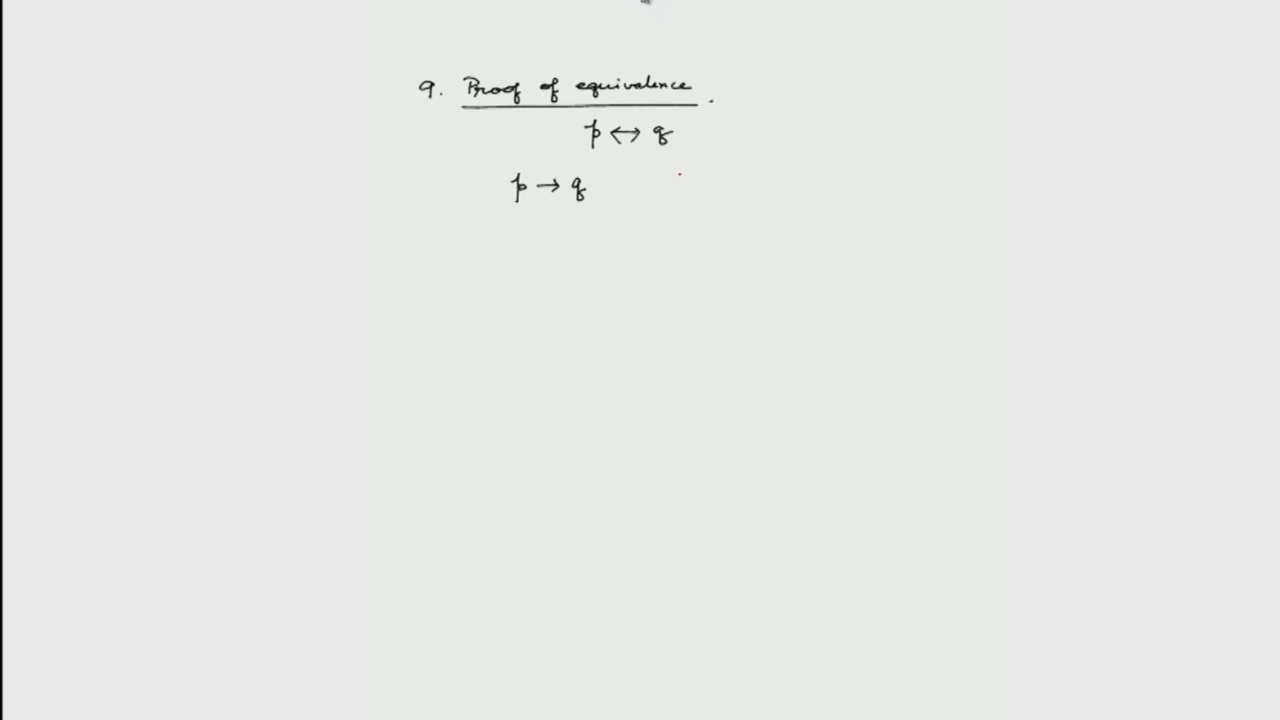 9. Proof of equivalence.
p ↔ q
p → q